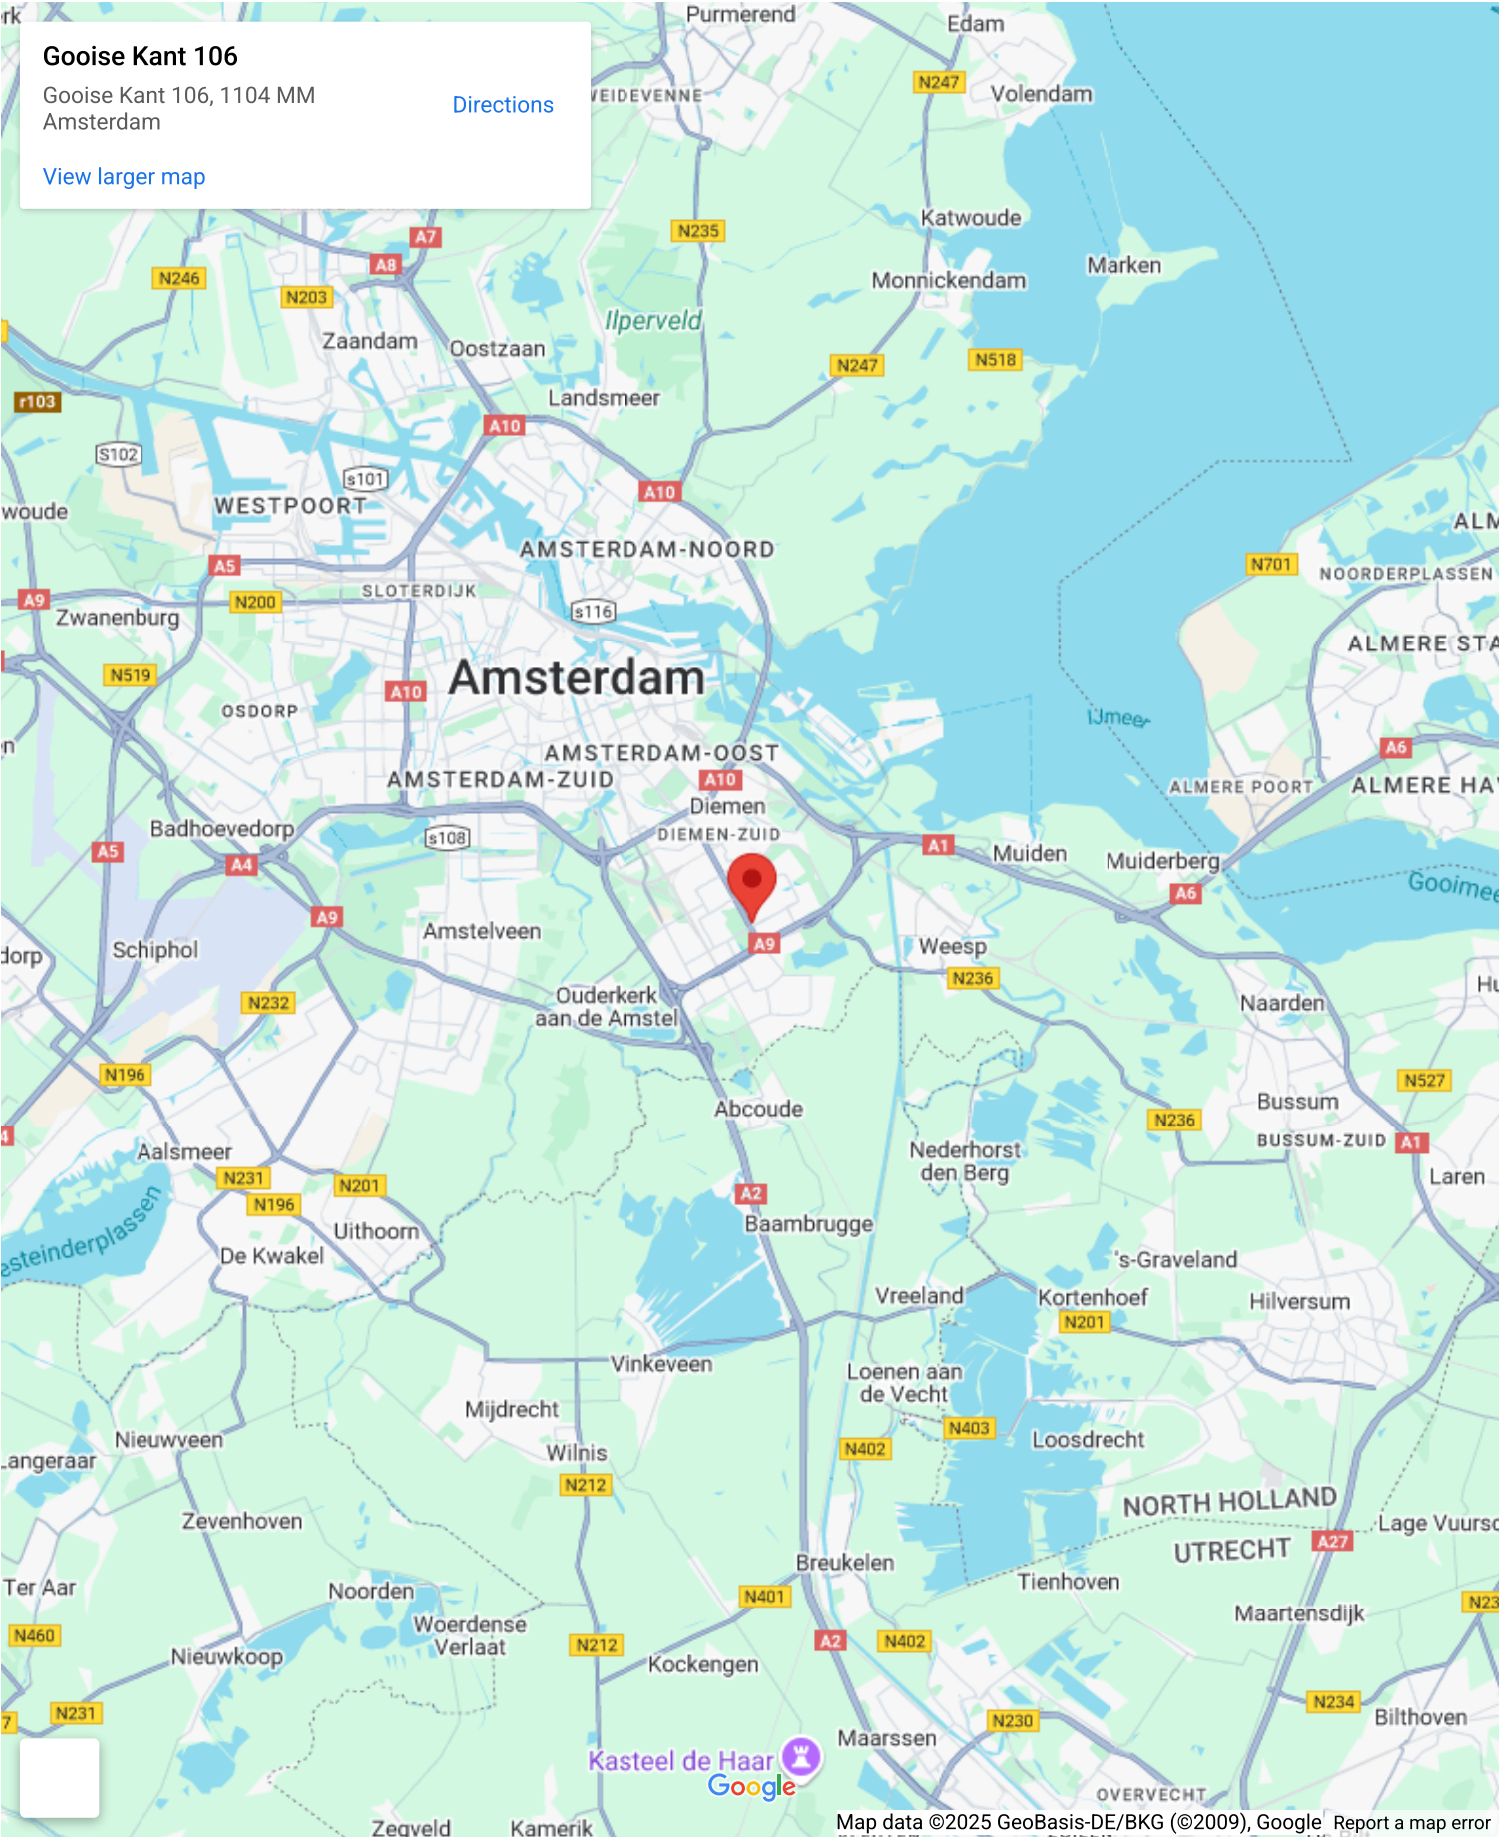 Gooise Kant 106
Gooise Kant 106, 1104 MM
Amsterdam
Directions
View larger map
Purmerend
Edam
N247
Volendam
WEIDEVENNE
Katwoude
N235
A7
A8
N246
N203
Monnickendam
Marken
Ilperveld
Zaandam
Oostzaan
N247
N518
Landsmeer
r103
A10
S102
s101
A10
WESTPOORT
woude
AMSTERDAM-NOORD
A5
N701
NOORDERPLASSEN
SLOTERDIJK
A9
N200
s116
Zwanenburg
ALMERE STA
N519
Amsterdam
A10
OSDORP
IJmeer
A6
AMSTERDAM-OOST
AMSTERDAM-ZUID
A10
ALMERE POORT
ALMERE HA
Diemen
DIEMEN-ZUID
Badhoevedorp
s108
A1
Muiden
Muiderberg
A5
A4
A6
Gooimee
A9
Amstelveen
Schiphol
dorp
A9
Weesp
N236
Ouderkerk
aan de Amstel
N232
Naarden
N196
N527
Abcoude
Bussum
N236
BUSSUM-ZUID
A1
Aalsmeer
Nederhorst
den Berg
N231
N201
N196
Laren
A2
Baambrugge
Uithoorn
De Kwakel
esteinderplassen
's-Graveland
Vreeland
Kortenhoef
Hilversum
N201
Vinkeveen
Loenen aan
de Vecht
Mijdrecht
N403
N402
Loosdrecht
Nieuwveen
Langeraar
Wilnis
N212
NORTH HOLLAND
UTRECHT
Zevenhoven
A27
Lage Vuursc
Breukelen
Tienhoven
Ter Aar
Noorden
N401
Maartensdijk
Woerdense
Verlaat
N460
N212
A2
N402
Nieuwkoop
Kockengen
N231
N234
N230
Bilthoven
Maarssen
Kasteel de Haar
Google
OVERVECHT
Zegveld
Kamerik
Map data ©2025 GeoBasis-DE/BKG (©2009), Google
Report a map error